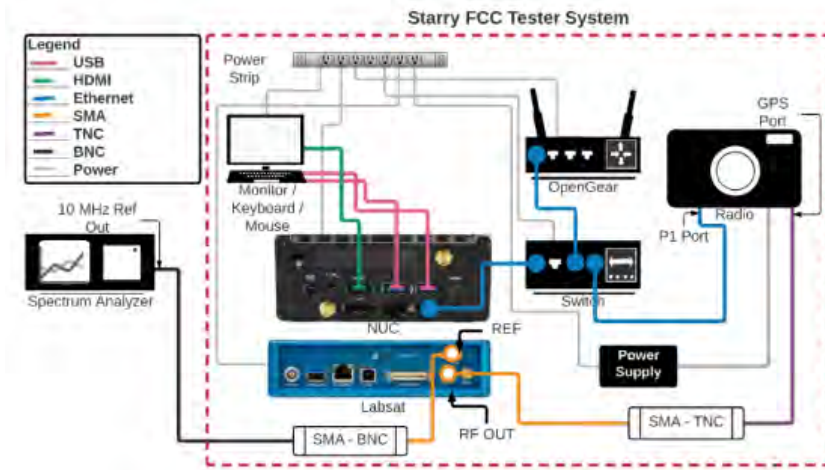 Starry FCC Tester System
Legend
USB
HDMI
Ethernet
SMA
TNC
BNC
Power
Power
Strip
GPS
Port
OpenGear
Radio
P1 Port
Monitor /
Keyboard /
Mouse
10 MHz Ref
Out
Spectrum Analyzer
NUC
Switch
REF
Power
Supply
Labsat
RF OUT
SMA - BNC
SMA - TNC